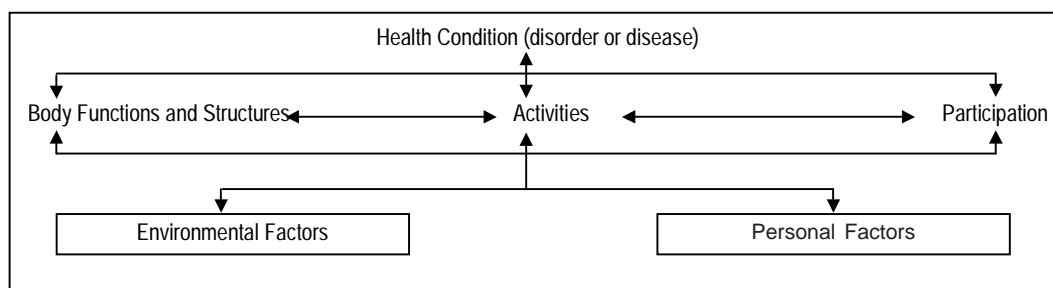 Health Condition (disorder or disease)
Body Functions and Structures Activities Participation
Environmental Factors Personal Factors